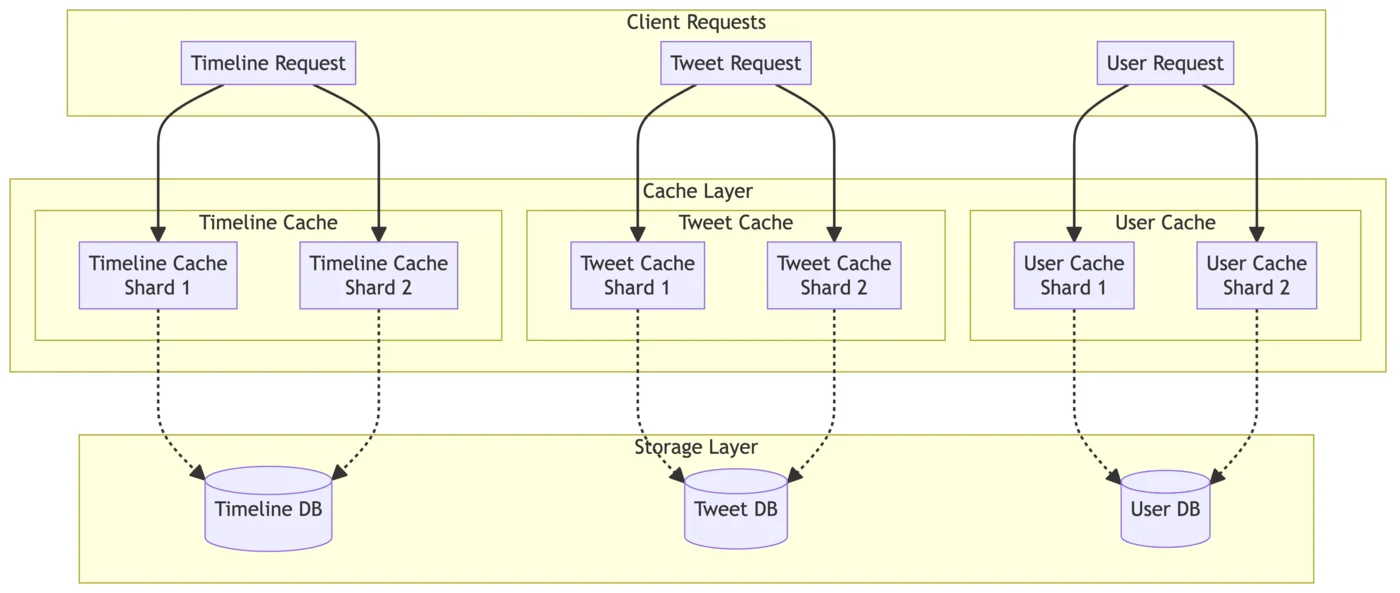 Client Requests
Timeline Request
Tweet Request
User Request
Cache Layer
Timeline Cache
Tweet Cache
User Cache
Timeline Cache
Shard 1
Timeline Cache
Shard 2
Tweet Cache
Shard 1
Tweet Cache
Shard 2
User Cache
Shard 1
User Cache
Shard 2
Storage Layer
Timeline DB
Tweet DB
User DB